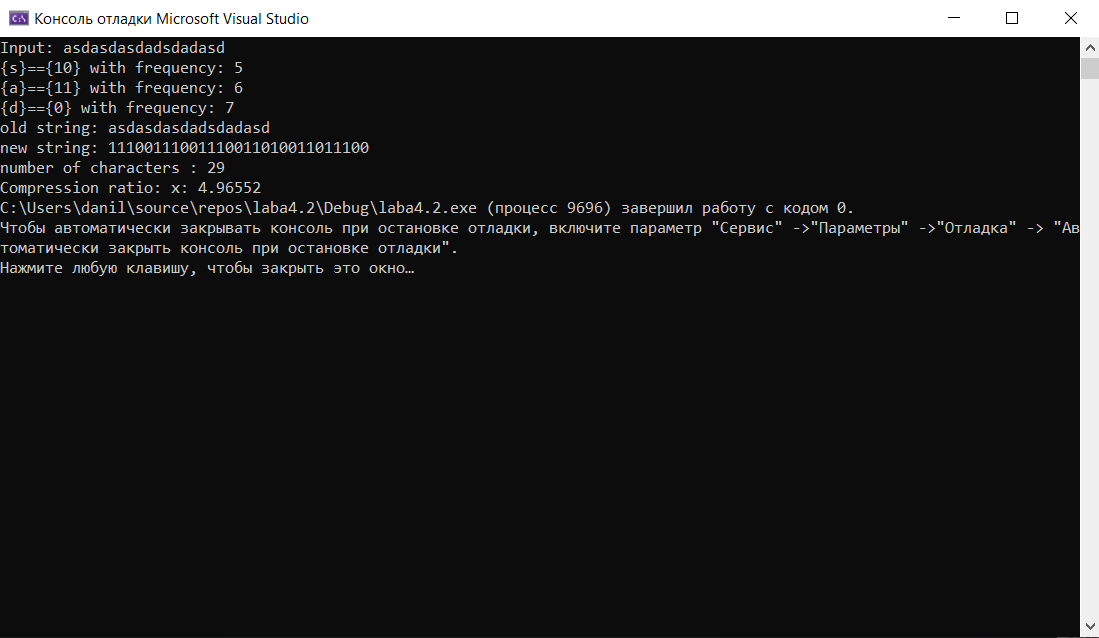 Консоль отладки Microsoft Visual Studio
Input: asdasdasdadsdadasd
{s}=={10} with frequency: 5
{a}=={11} with frequency: 6
{d}=={0} with frequency: 7
old string: asdasdasdadsdadasd
new string: 11100111001110011010011011100
number of characters : 29
Compression ratio: x: 4.96552
C:\Users\danil\source\repos\laba4.2\Debug\laba4.2.exe (процесс 9696) завершил работу с кодом 0.
Чтобы автоматически закрывать консоль при остановке отладки, включите параметр "Сервис" ->"Параметры" ->"Отладка" -> "Ав
томатически закрыть консоль при остановке отладки".
Нажмите любую клавишу, чтобы закрыть это окно…